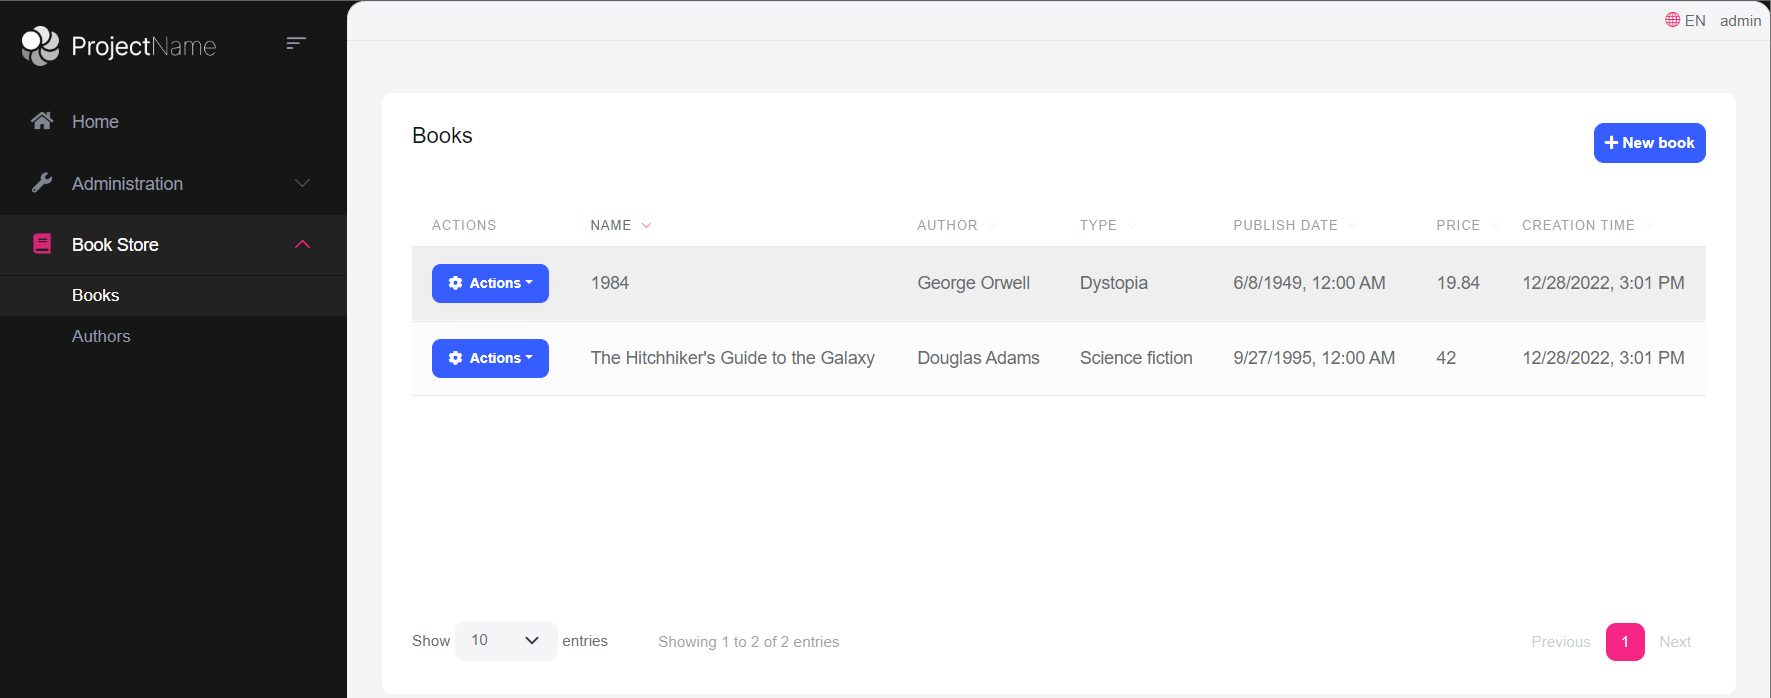 ProjectName
EN admin
Home
Administration
Book Store
Books
Authors
Books
New book
ACTIONS NAME AUTHOR TYPE PUBLISH DATE PRICE CREATION TIME
Actions 1984 George Orwell Dystopia 6/8/1949, 12:00 AM 19.84 12/28/2022, 3:01 PM
Actions The Hitchhiker's Guide to the Galaxy Douglas Adams Science fiction 9/27/1995, 12:00 AM 42 12/28/2022, 3:01 PM
Show 10 entries Showing 1 to 2 of 2 entries Previous 1 Next